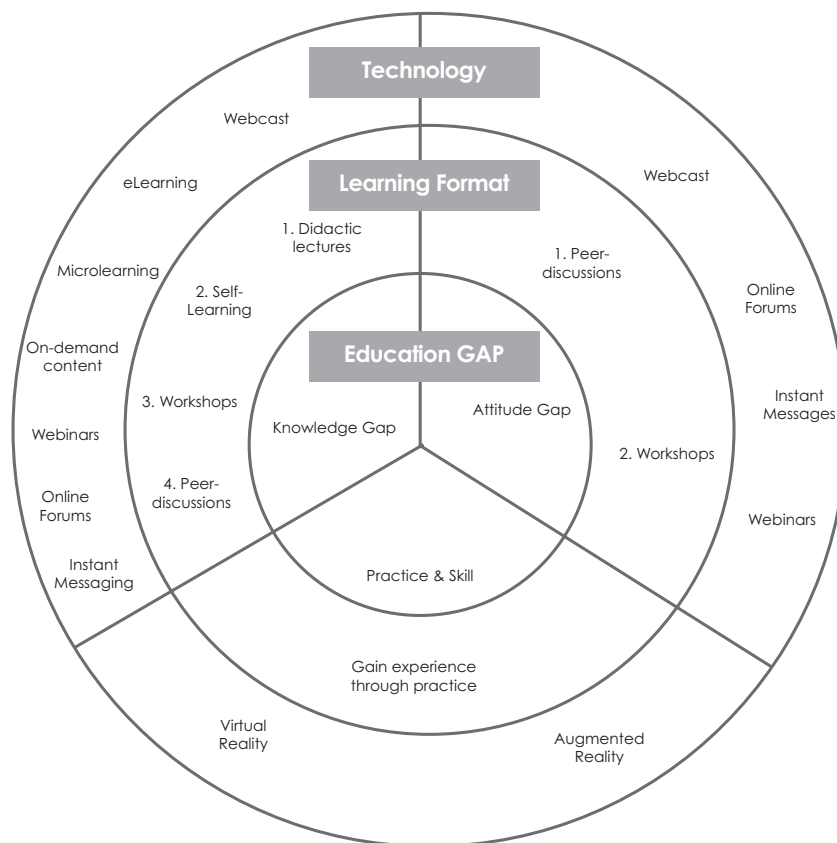 Technology
Webcast
eLearning
Microlearning
On-demand
content
Webinars
Online
Forums
Instant
Messaging
Webcast
Online
Forums
Instant
Messages
Webinars
Virtual
Reality
Augmented
Reality
Learning Format
1. Didactic
lectures
2. Self-
Learning
3. Workshops
4. Peer-
discussions
1. Peer-
discussions
2. Workshops
Gain experience
through practice
Education GAP
Knowledge Gap
Attitude Gap
Practice & Skill